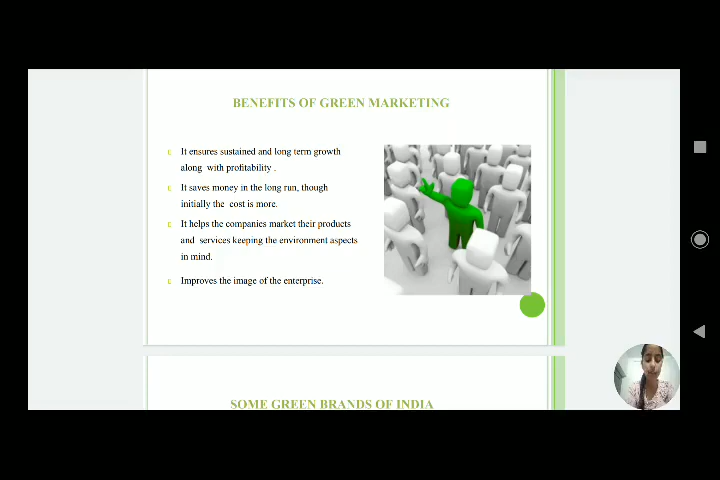 BENEFITS OF GREEN MARKETING
It ensures sustained and long term growth
along with profitability .
It saves money in the long run, though
initially the cost is more.
It helps the companies market their products
and services keeping the environment aspects
in mind.
Improves the image of the enterprise.
SOME GREEN BRANDS OF INDIA